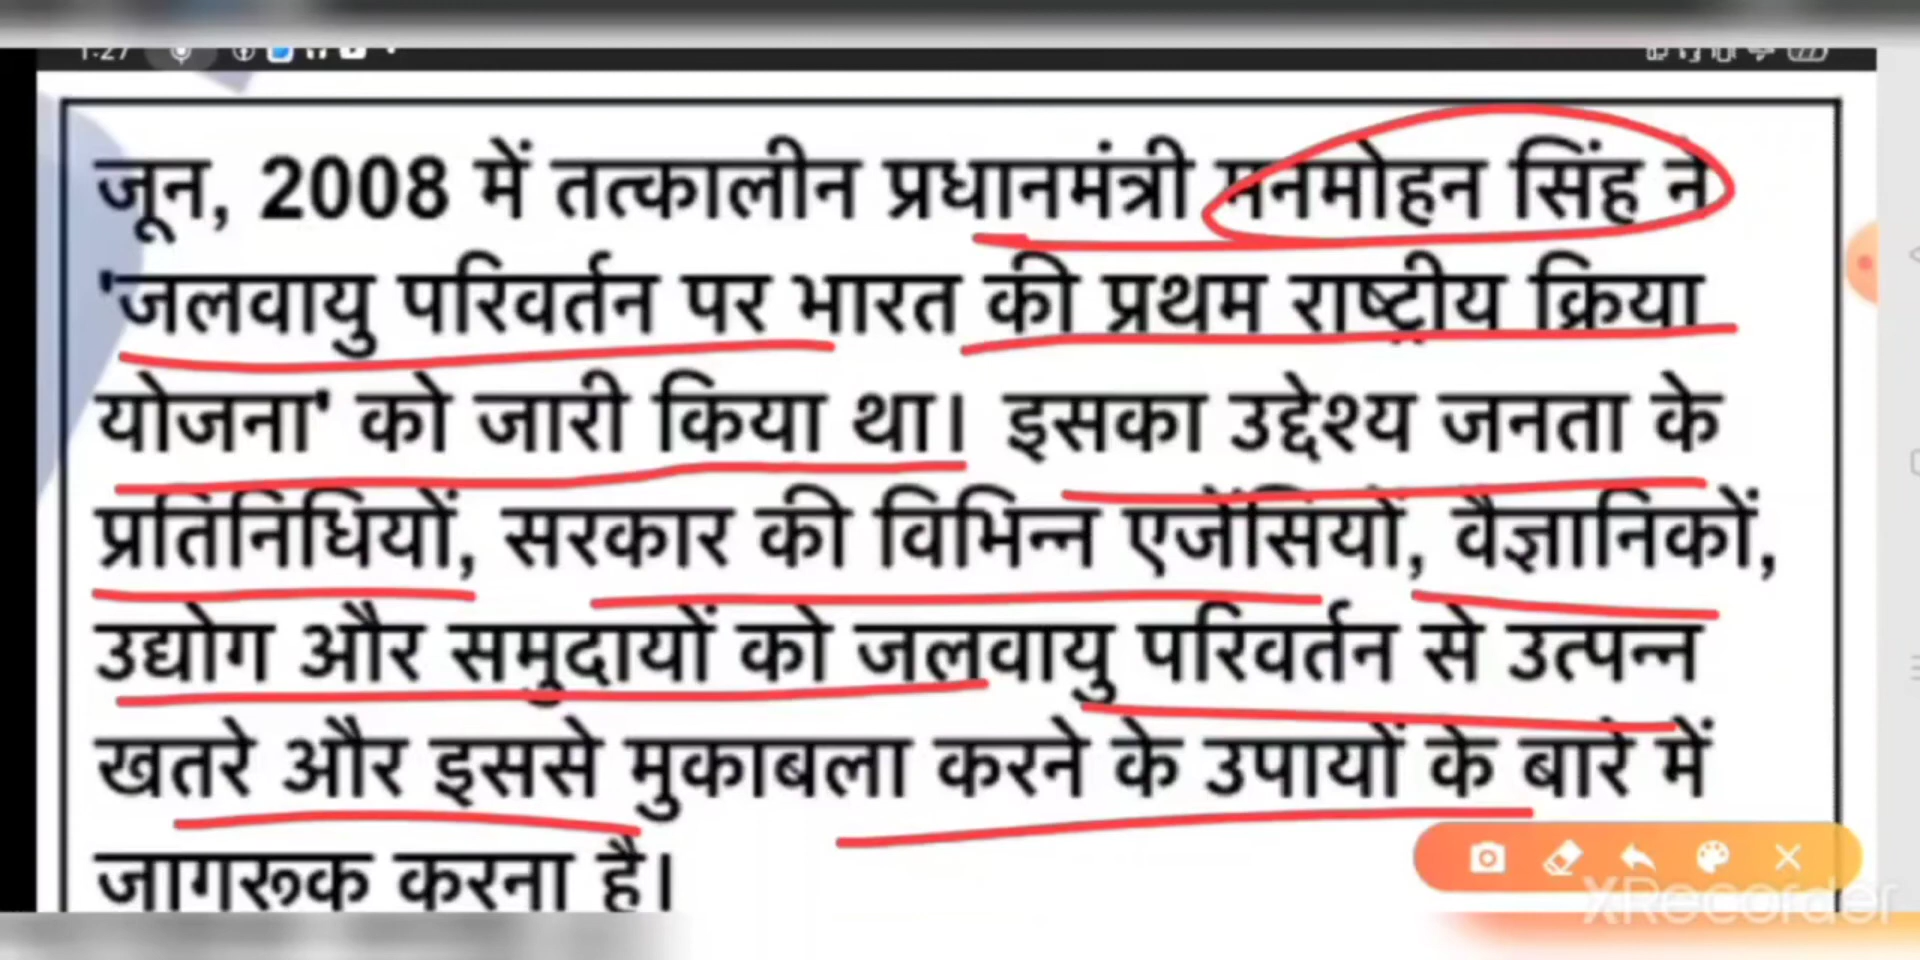 1:27
जून, 2008 में तत्कालीन प्रधानमंत्री मनमोहन सिंह ने
'जलवायु परिवर्तन पर भारत की प्रथम राष्ट्रीय क्रिया
योजना' को जारी किया था। इसका उद्देश्य जनता के
प्रतिनिधियों, सरकार की विभिन्न एजेंसियों, वैज्ञानिकों,
उद्योग और समुदायों को जलवायु परिवर्तन से उत्पन्न
खतरे और इससे मुकाबला करने के उपायों के बारे में
जागरूक करना है।
XRecorder